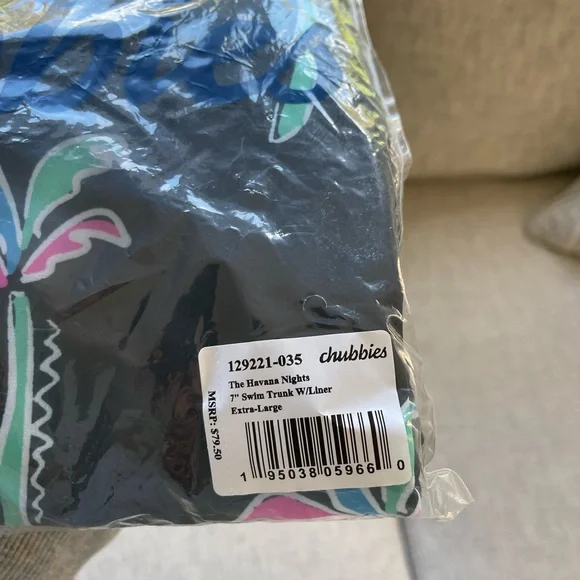 129221-035 chubbies
The Havana Nights
7" Swim Trunk W/Liner
Extra-Large
MSRP: $79.50
1 95038 05966 0